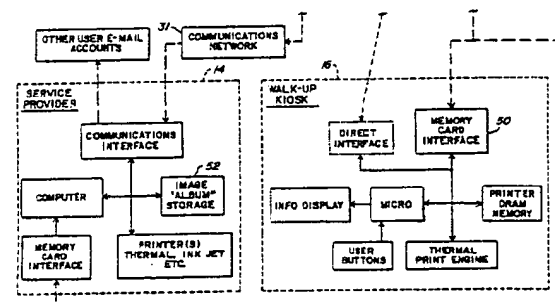 OTHER USER E-MAIL
ACCOUNTS
31
COMMUNICATIONS
NETWORK
14
SERVICE
PROVIDER
COMMUNICATIONS
INTERFACE
52
COMPUTER
IMAGE
"ALBUM"
STORAGE
MEMORY
CARD
INTERFACE
PRINTER(S)
THERMAL INK JET
ETC.
16
WALK-UP
KIOSK
DIRECT
INTERFACE
MEMORY
CARD
INTERFACE
50
INFO DISPLAY
MICRO
PRINTER
DRAM
MEMORY
USER
BUTTONS
THERMAL
PRINT ENGINE